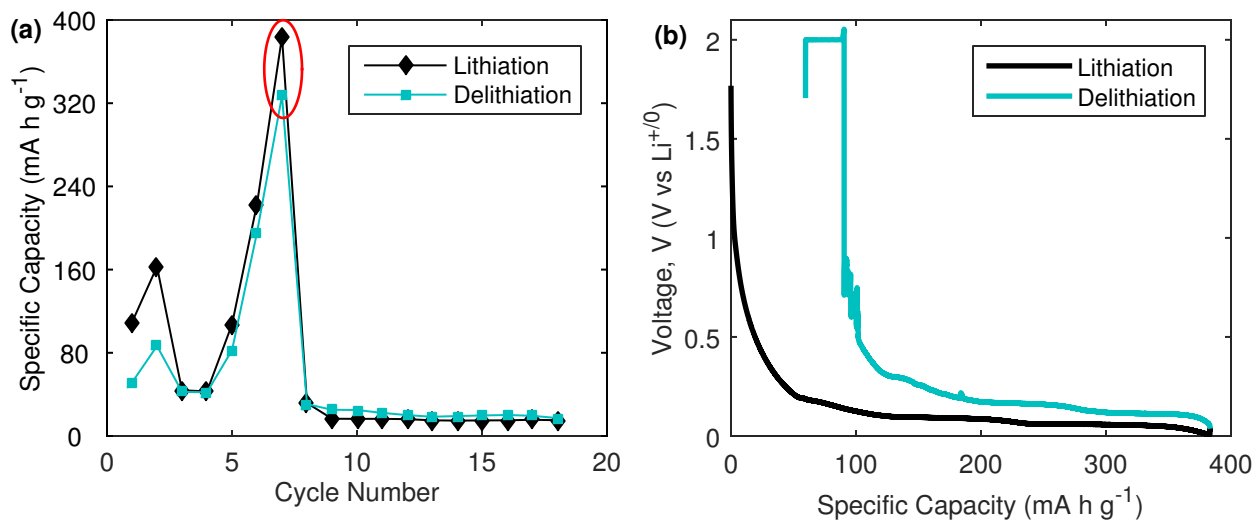 (a)
400
320
240
160
80
0
Specific Capacity (mA h g⁻¹)
Lithiation
Delithiation
0 5 10 15 20
Cycle Number
(b)
2
1.5
1
0.5
0
Voltage, V (V vs Li⁺/⁰)
Lithiation
Delithiation
0 100 200 300 400
Specific Capacity (mA h g⁻¹)